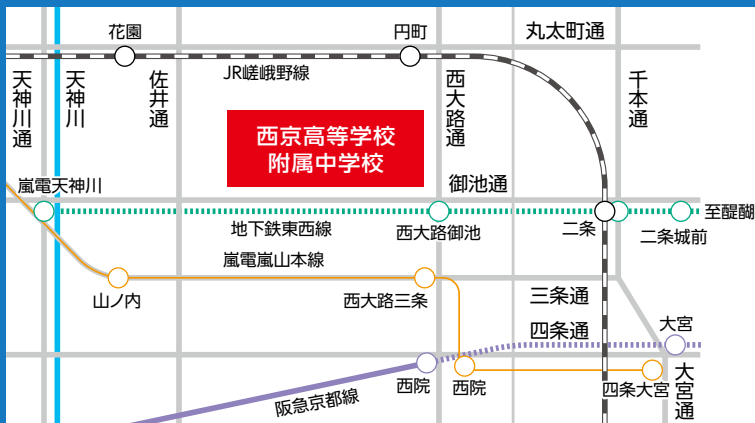 花園
円町
丸太町通
JR嵯峨野線
天神川通
天神川
佐井通
西大路通
千本通
西京高等学校
附属中学校
嵐電天神川
御池通
地下鉄東西線
西大路御池
二条
二条城前
至醍醐
嵐電嵐山本線
山ノ内
西大路三条
三条通
四条通
大宮
西院
西院
四条大宮
大宮通
阪急京都線